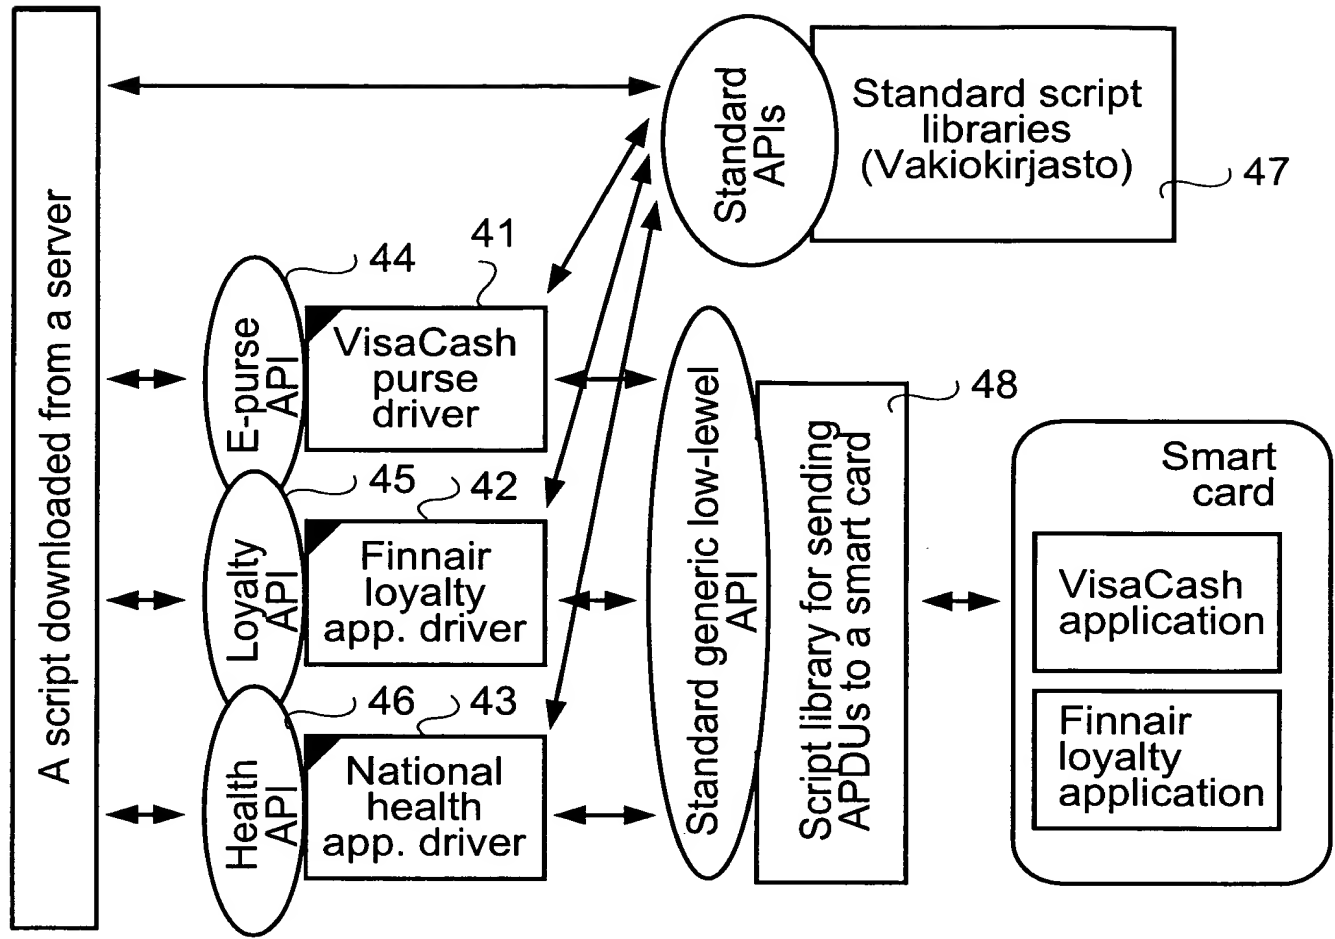 A script downloaded from a server
Standard
APIs
Standard script
libraries
(Vakiokirjasto)
47
41
44
E-purse
API
VisaCash
purse
driver
45
42
Loyalty
API
Finnair
loyalty
app. driver
46
43
Health
API
National
health
app. driver
Standard generic low-lewel
API
48
Script library for sending
APDUs to a smart card
Smart
card
VisaCash
application
Finnair
loyalty
application